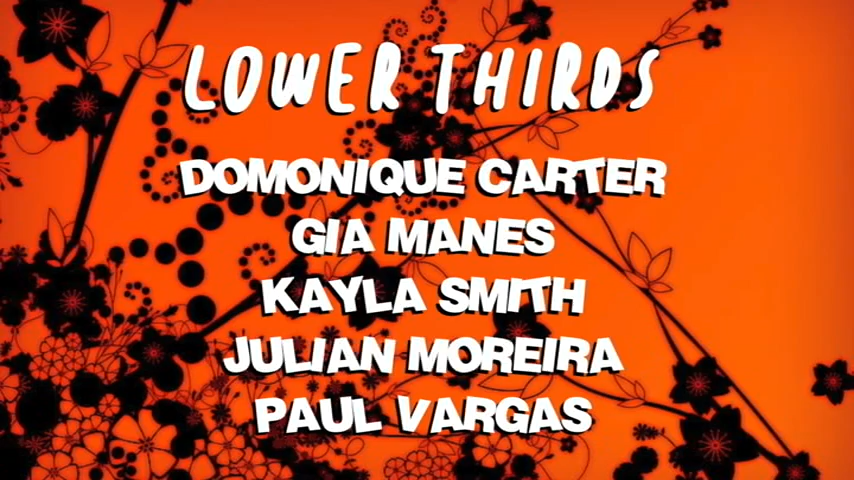 LOWER THIRDS
DOMONIQUE CARTER
GIA MANES
KAYLA SMITH
JULIAN MOREIRA
PAUL VARGAS